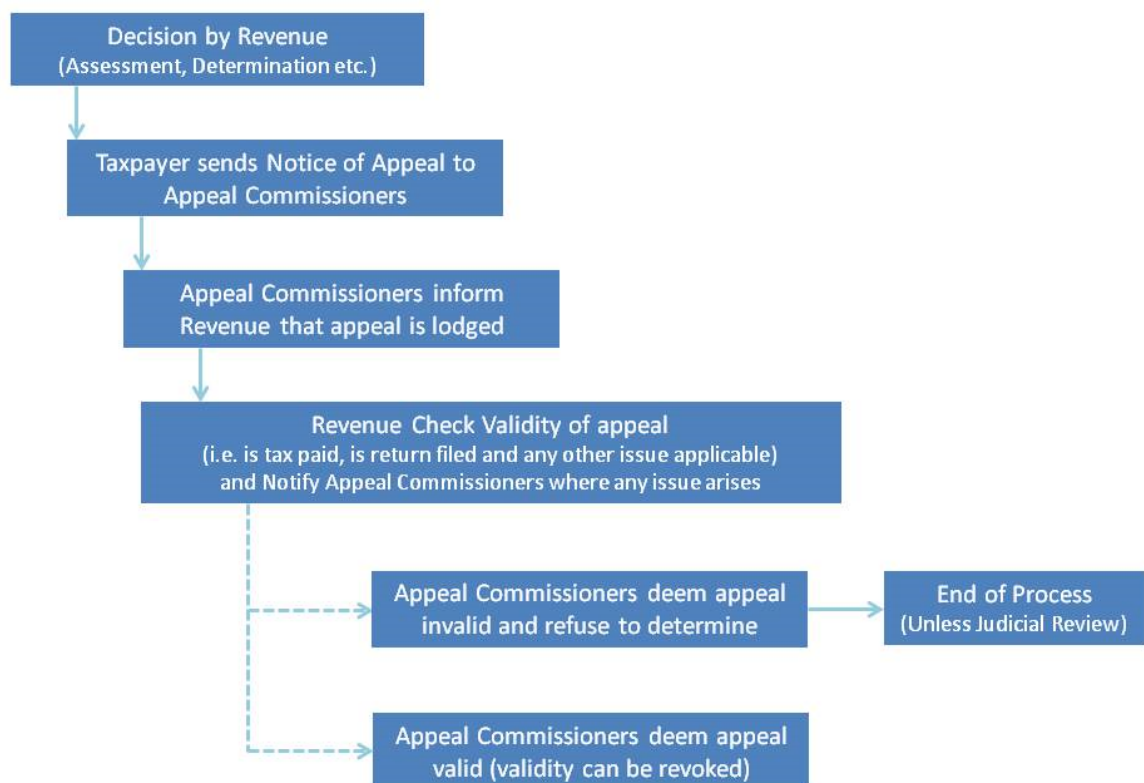 Decision by Revenue
(Assessment, Determination etc.)
Taxpayer sends Notice of Appeal to
Appeal Commissioners
Appeal Commissioners inform
Revenue that appeal is lodged
Revenue Check Validity of appeal
(i.e. is tax paid, is return filed and any other issue applicable)
and Notify Appeal Commissioners where any issue arises
Appeal Commissioners deem appeal
invalid and refuse to determine
End of Process
(Unless Judicial Review)
Appeal Commissioners deem appeal
valid (validity can be revoked)